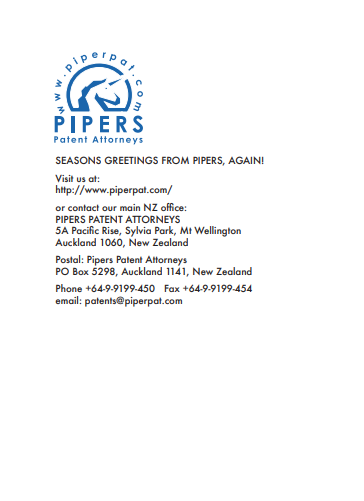 www.piperpat.com
PIPERS
Patent Attorneys
SEASONS GREETINGS FROM PIPERS, AGAIN!
Visit us at:
http://www.piperpat.com/
or contact our main NZ office:
PIPERS PATENT ATTORNEYS
5A Pacific Rise, Sylvia Park, Mt Wellington
Auckland 1060, New Zealand
Postal: Pipers Patent Attorneys
PO Box 5298, Auckland 1141, New Zealand
Phone +64-9-9199-450 Fax +64-9-9199-454
email: patents@piperpat.com